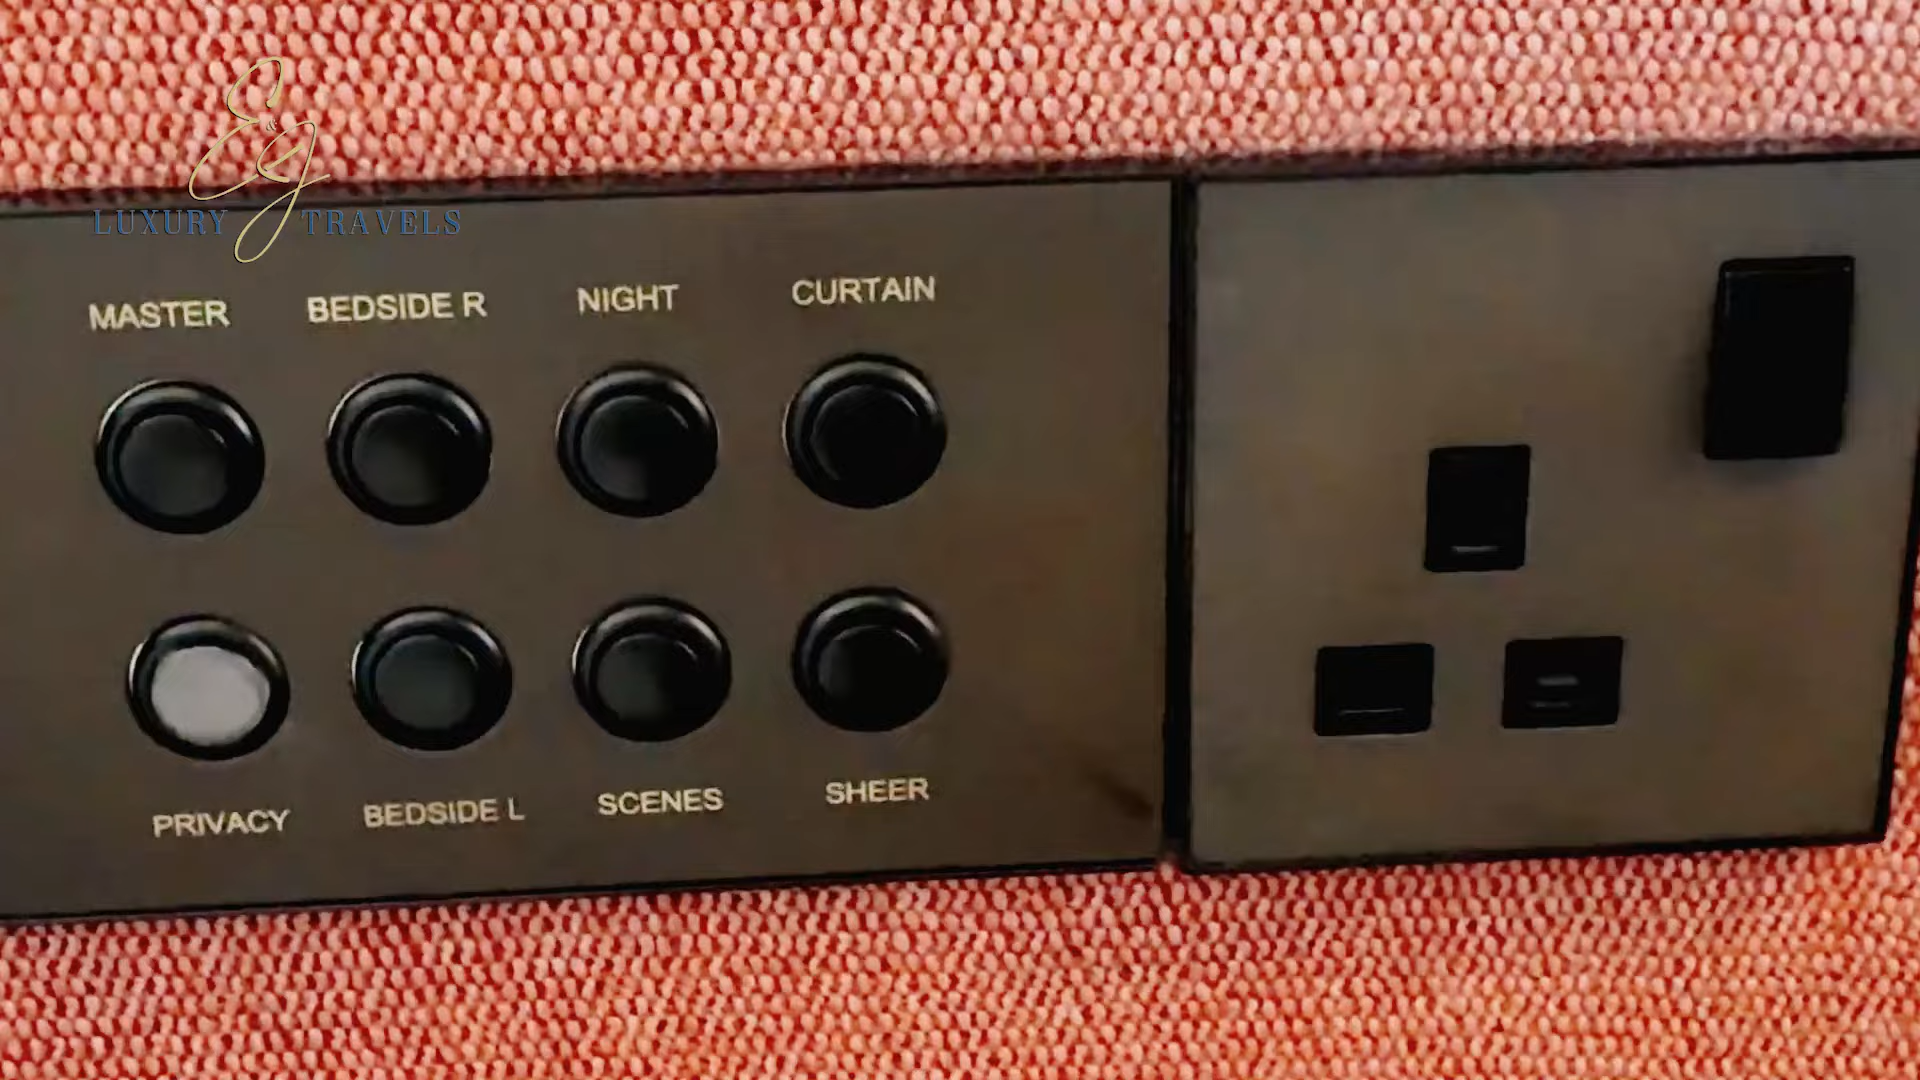 E&G
LUXURY TRAVELS
MASTER BEDSIDE R NIGHT CURTAIN
PRIVACY BEDSIDE L SCENES SHEER